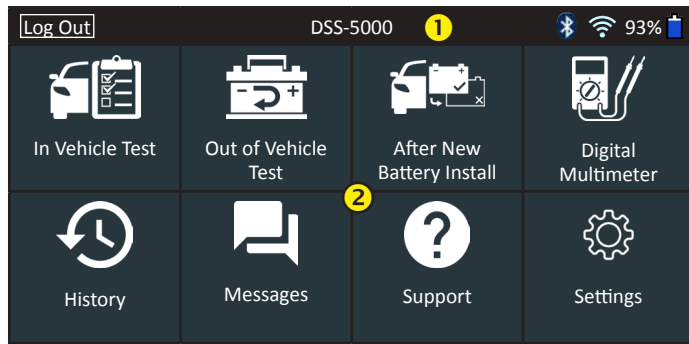 Log Out DSS-5000 1 93%
In Vehicle Test
Out of Vehicle
Test
After New
Battery Install
Digital
Multimeter
2
History
Messages
Support
Settings